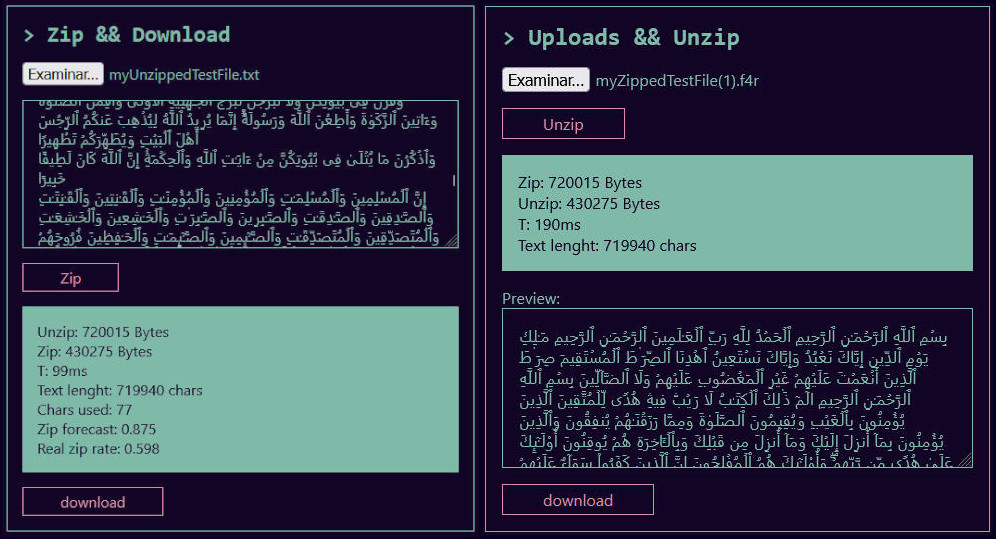 > Zip && Download
Examinar... myUnzippedTestFile.txt
وَءَاتِينَ ٱلزَّكَوٰةَ وَأَطِعْنَ ٱللَّهَ وَرَسُولَهُۥٓ إِنَّمَا يُرِيدُ ٱللَّهُ لِيُذْهِبَ عَنكُمُ ٱلرِّجْسَ
أَهْلَ ٱلْبَيْتِ وَيُطَهِّرَكُمْ تَطْهِيرًا
وَٱذْكُرْنَ مَا يُتْلَىٰ فِى بُيُوتِكُنَّ مِنْ ءَايَٰتِ ٱللَّهِ وَٱلْحِكْمَةِ إِنَّ ٱللَّهَ كَانَ لَطِيفًا
خَبِيرًا
إِنَّ ٱلْمُسْلِمِينَ وَٱلْمُسْلِمَٰتِ وَٱلْمُؤْمِنِينَ وَٱلْمُؤْمِنَٰتِ وَٱلْقَٰنِتِينَ وَٱلْقَٰنِتَٰتِ
وَٱلصَّٰدِقِينَ وَٱلصَّٰدِقَٰتِ وَٱلصَّٰبِرِينَ وَٱلصَّٰبِرَٰتِ وَٱلْخَٰشِعِينَ وَٱلْخَٰشِعَٰتِ
وَٱلْمُتَصَدِّقِينَ وَٱلْمُتَصَدِّقَٰتِ وَٱلصَّٰٓئِمِينَ وَٱلصَّٰٓئِمَٰتِ وَٱلْحَٰفِظِينَ فُرُوجَهُمْ
Zip
Unzip: 720015 Bytes
Zip: 430275 Bytes
T: 99ms
Text lenght: 719940 chars
Chars used: 77
Zip forecast: 0.875
Real zip rate: 0.598
download
> Uploads && Unzip
Examinar... myZippedTestFile(1).f4r
Unzip
Zip: 720015 Bytes
Unzip: 430275 Bytes
T: 190ms
Text lenght: 719940 chars
Preview:
بِسْمِ ٱللَّهِ ٱلرَّحْمَٰنِ ٱلرَّحِيمِ ٱلْحَمْدُ لِلَّهِ رَبِّ ٱلْعَٰلَمِينَ ٱلرَّحْمَٰنِ ٱلرَّحِيمِ مَٰلِكِ
يَوْمِ ٱلدِّينِ إِيَّاكَ نَعْبُدُ وَإِيَّاكَ نَسْتَعِينُ ٱهْدِنَا ٱلصِّرَٰطَ ٱلْمُسْتَقِيمَ صِرَٰطَ
ٱلَّذِينَ أَنْعَمْتَ عَلَيْهِمْ غَيْرِ ٱلْمَغْضُوبِ عَلَيْهِمْ وَلَا ٱلضَّآلِّينَ بِسْمِ ٱللَّهِ
ٱلرَّحْمَٰنِ ٱلرَّحِيمِ الٓمٓ ذَٰلِكَ ٱلْكِتَٰبُ لَا رَيْبَ فِيهِ هُدًى لِّلْمُتَّقِينَ ٱلَّذِينَ
يُؤْمِنُونَ بِٱلْغَيْبِ وَيُقِيمُونَ ٱلصَّلَوٰةَ وَمِمَّا رَزَقْنَٰهُمْ يُنفِقُونَ وَٱلَّذِينَ
يُؤْمِنُونَ بِمَآ أُنزِلَ إِلَيْكَ وَمَآ أُنزِلَ مِن قَبْلِكَ وَبِٱلْءَاخِرَةِ هُمْ يُوقِنُونَ أُو۟لَٰٓئِكَ
عَلَىٰ هُدًى مِّن رَّبِّهِمْ وَأُو۟لَٰٓئِكَ هُمُ ٱلْمُفْلِحُونَ إِنَّ ٱلَّذِينَ كَفَرُوا۟ سَوَآءٌ عَلَيْهِمْ
download